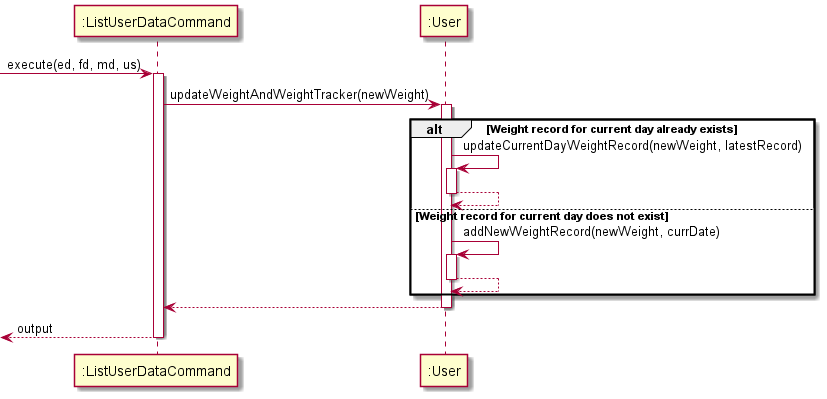 :ListUserDataCommand
:User
execute(ed, fd, md, us)
updateWeightAndWeightTracker(newWeight)
alt
[Weight record for current day already exists]
updateCurrentDayWeightRecord(newWeight, latestRecord)
[Weight record for current day does not exist]
addNewWeightRecord(newWeight, currDate)
output
:ListUserDataCommand
:User